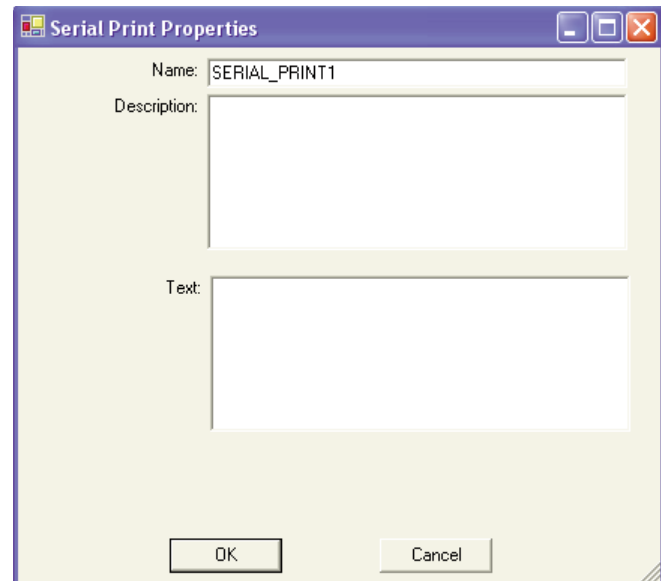 Serial Print Properties
Name: SERIAL_PRINT1
Description:
Text:
OK Cancel